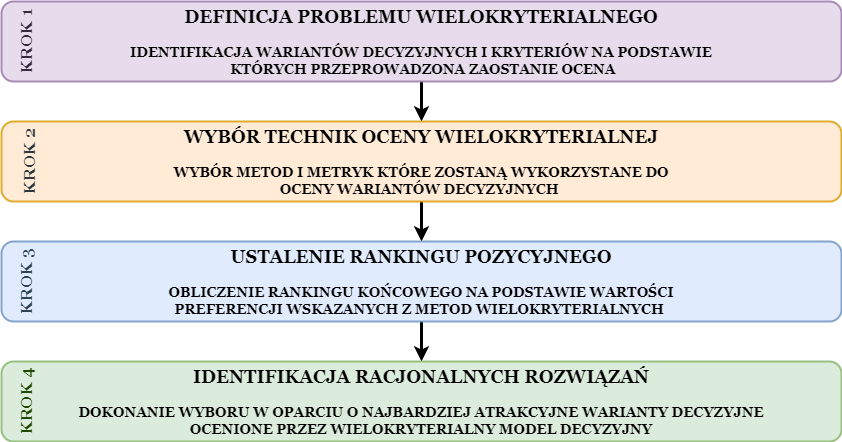 KROK 1
DEFINICJA PROBLEMU WIELOKRYTERIALNEGO
IDENTIFIKACJA WARIANTÓW DECYZYJNYCH I KRYTERIÓW NA PODSTAWIE
KTÓRYCH PRZEPROWADZONA ZAOSTANIE OCENA
KROK 2
WYBÓR TECHNIK OCENY WIELOKRYTERIALNEJ
WYBÓR METOD I METRYK KTÓRE ZOSTANĄ WYKORZYSTANE DO
OCENY WARIANTÓW DECYZYJNYCH
KROK 3
USTALENIE RANKINGU POZYCYJNEGO
OBLICZENIE RANKINGU KOŃCOWEGO NA PODSTAWIE WARTOŚCI
PREFERENCJI WSKAZANYCH Z METOD WIELOKRYTERIALNYCH
KROK 4
IDENTIFIKACJA RACJONALNYCH ROZWIĄZAŃ
DOKONANIE WYBORU W OPARCIU O NAJBARDZIEJ ATRAKCYJNE WARIANTY DECYZYJNE
OCENIONE PRZEZ WIELOKRYTERIALNY MODEL DECYZYJNY